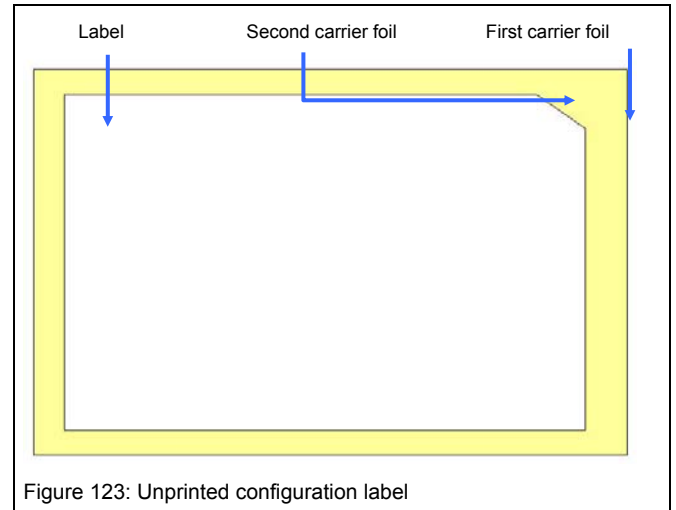 Label Second carrier foil First carrier foil
Figure 123: Unprinted configuration label